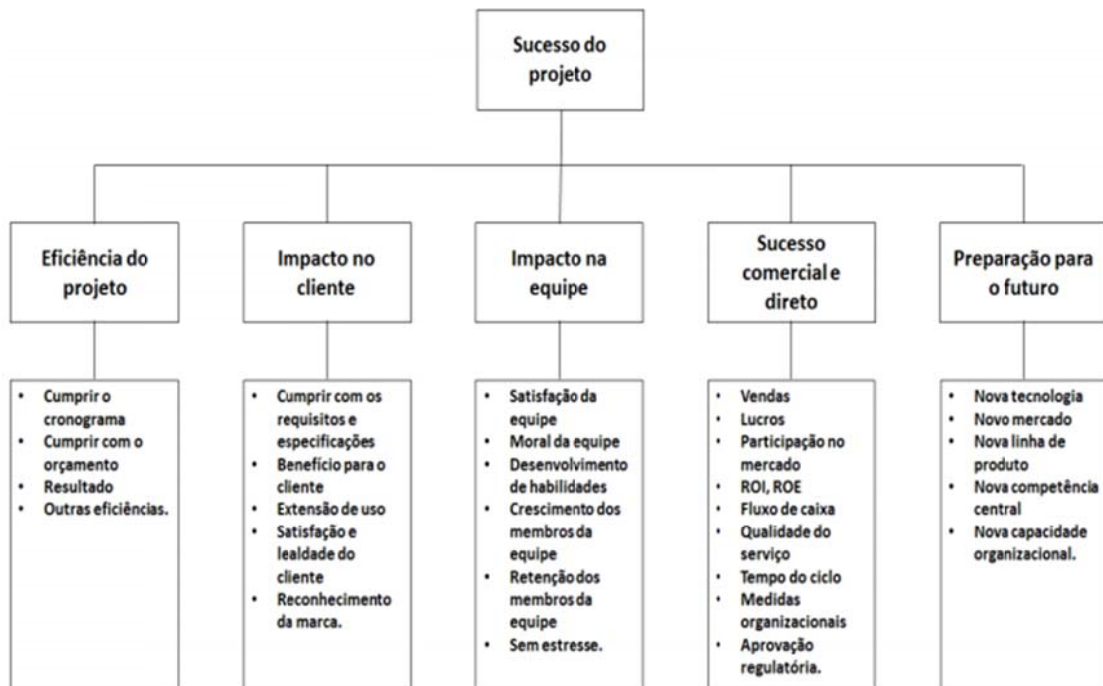 Sucesso do
projeto
Eficiência do
projeto
Impacto no
cliente
Impacto na
equipe
Sucesso
comercial e
direto
Preparação para
o futuro
• Cumprir o
cronograma
• Cumprir com o
orçamento
• Resultado
• Outras eficiências.
• Cumprir com os
requisitos e
especificações
• Benefício para o
cliente
• Extensão de uso
• Satisfação e
lealdade do
cliente
• Reconhecimento
da marca.
• Satisfação da
equipe
• Moral da equipe
• Desenvolvimento
de habilidades
• Crescimento dos
membros da
equipe
• Retenção dos
membros da
equipe
• Sem estresse.
• Vendas
• Lucros
• Participação no
mercado
• ROI, ROE
• Fluxo de caixa
• Qualidade do
serviço
• Tempo do ciclo
• Medidas
organizacionais
• Aprovação
regulatória.
• Nova tecnologia
• Novo mercado
• Nova linha de
produto
• Nova competência
central
• Nova capacidade
organizacional.